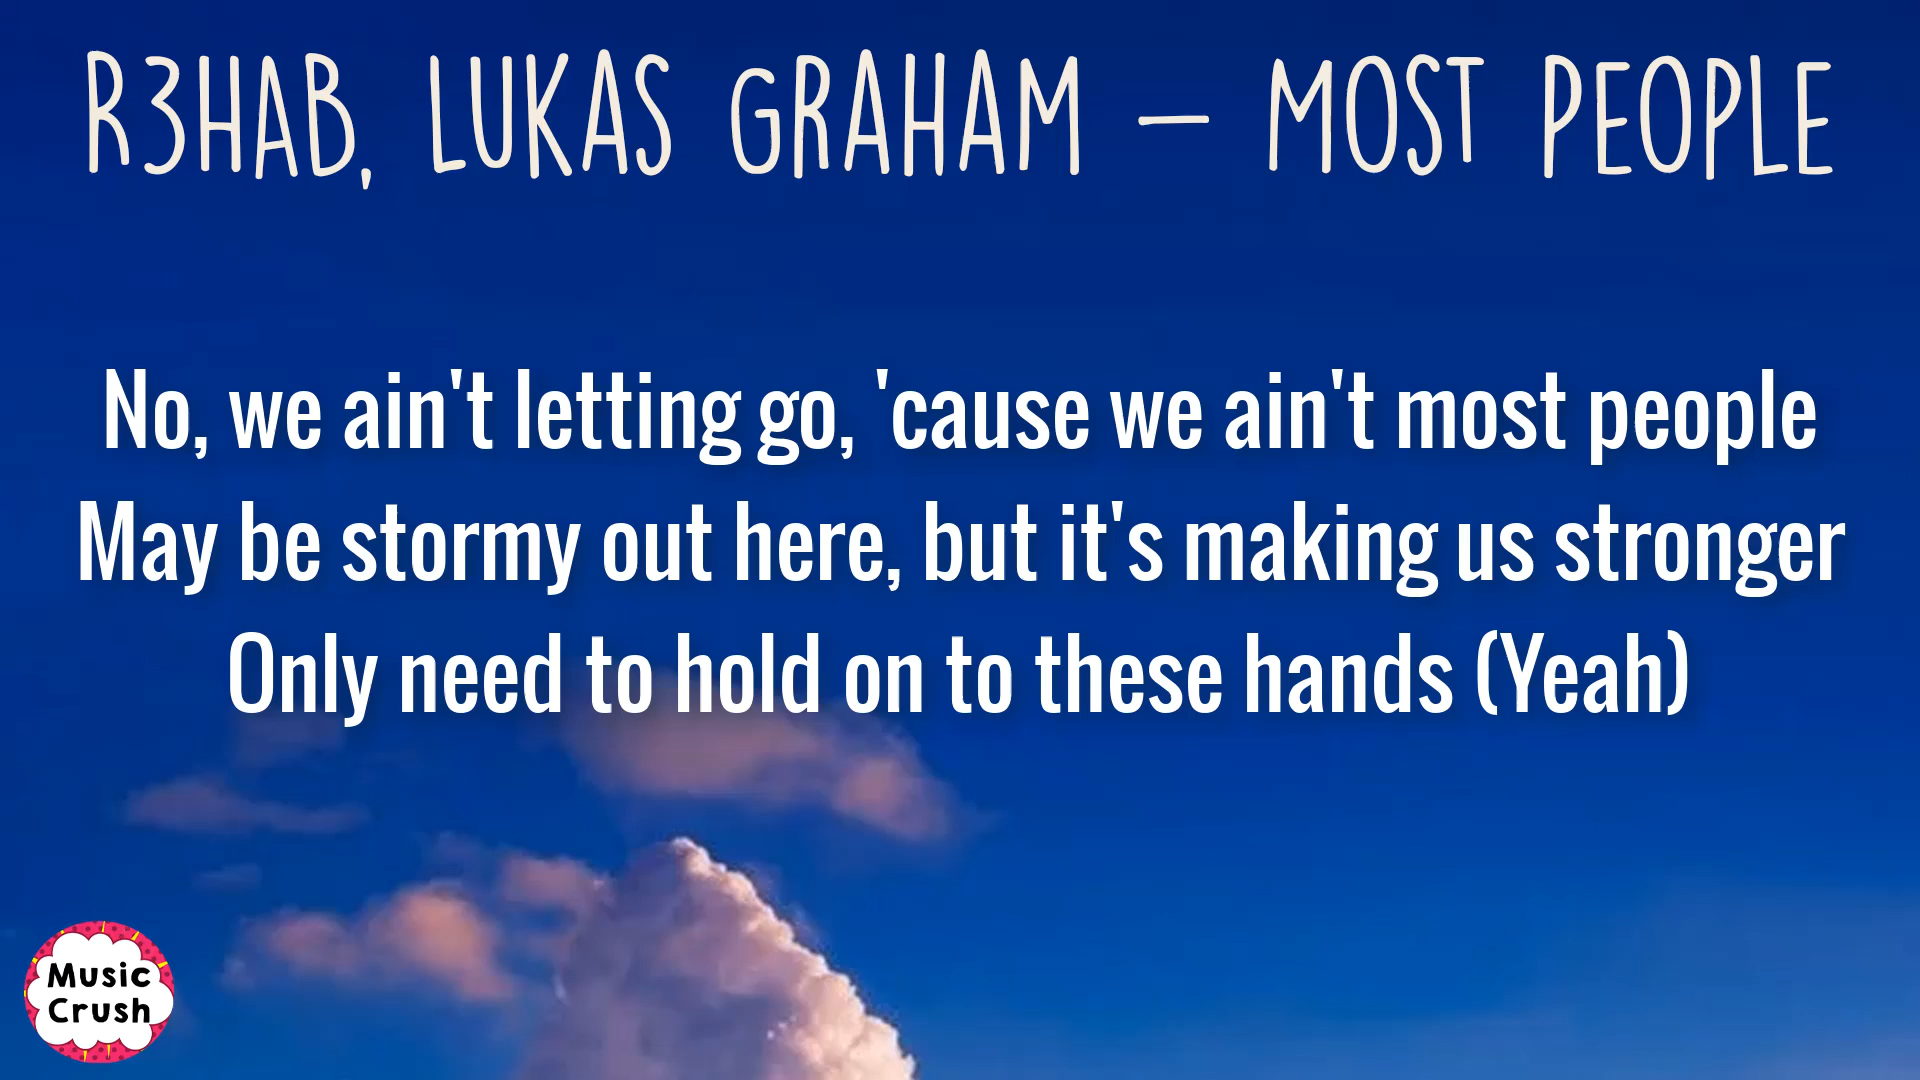 R3HAB, LUKAS GRAHAM – MOST PEOPLE
No, we ain't letting go, 'cause we ain't most people
May be stormy out here, but it's making us stronger
Only need to hold on to these hands (Yeah)
Music
Crush